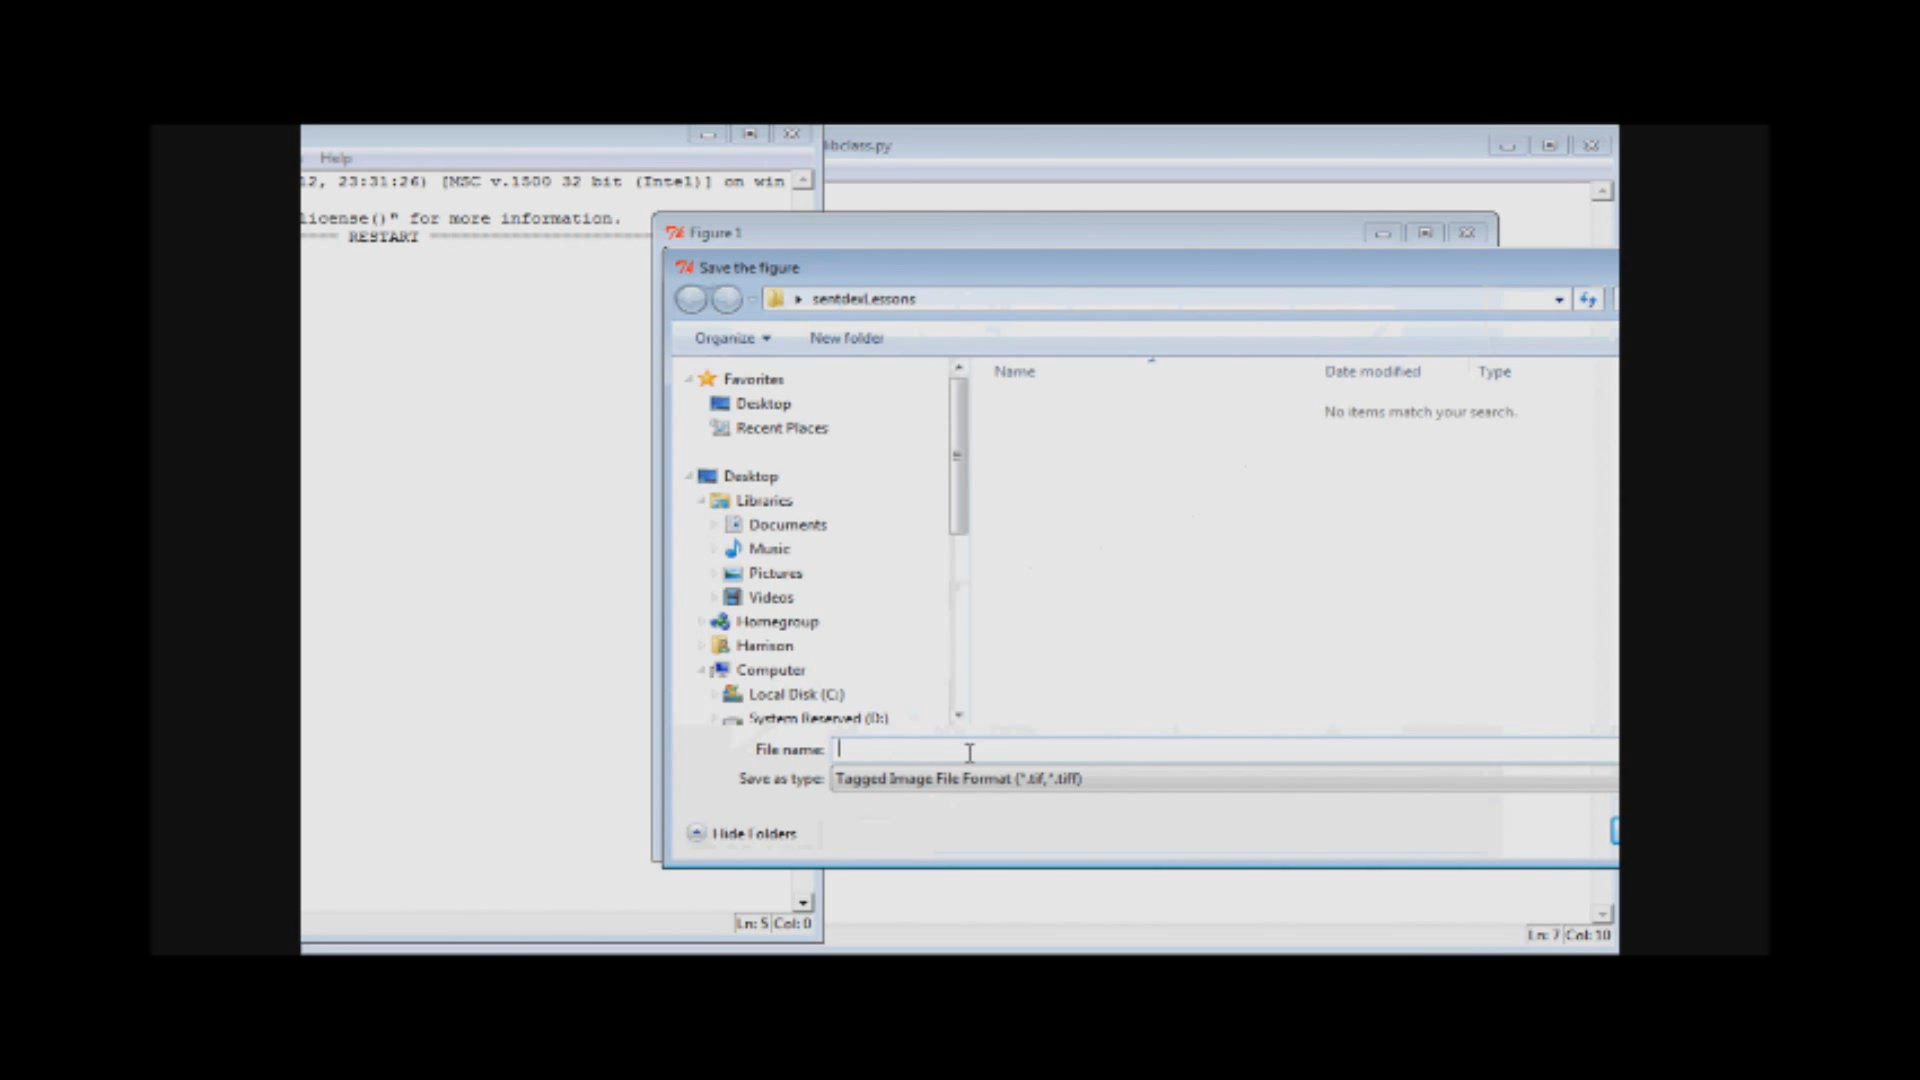 Help
12, 23:31:26) [MSC v.1500 32 bit (Intel)] on win
license()" for more information.
RESTART
libclass.py
Figure 1
Save the figure
sentdexLessons
Organize
New folder
Favorites
Desktop
Recent Places
Desktop
Libraries
Documents
Music
Pictures
Videos
Homegroup
Harrison
Computer
Local Disk (C:)
System Reserved (D:)
Name
Date modified
Type
No items match your search.
File name:
Save as type: Tagged Image File Format (*.tif,*.tiff)
Hide Folders
Ln: 5 Col: 0
Ln: 7 Col: 10